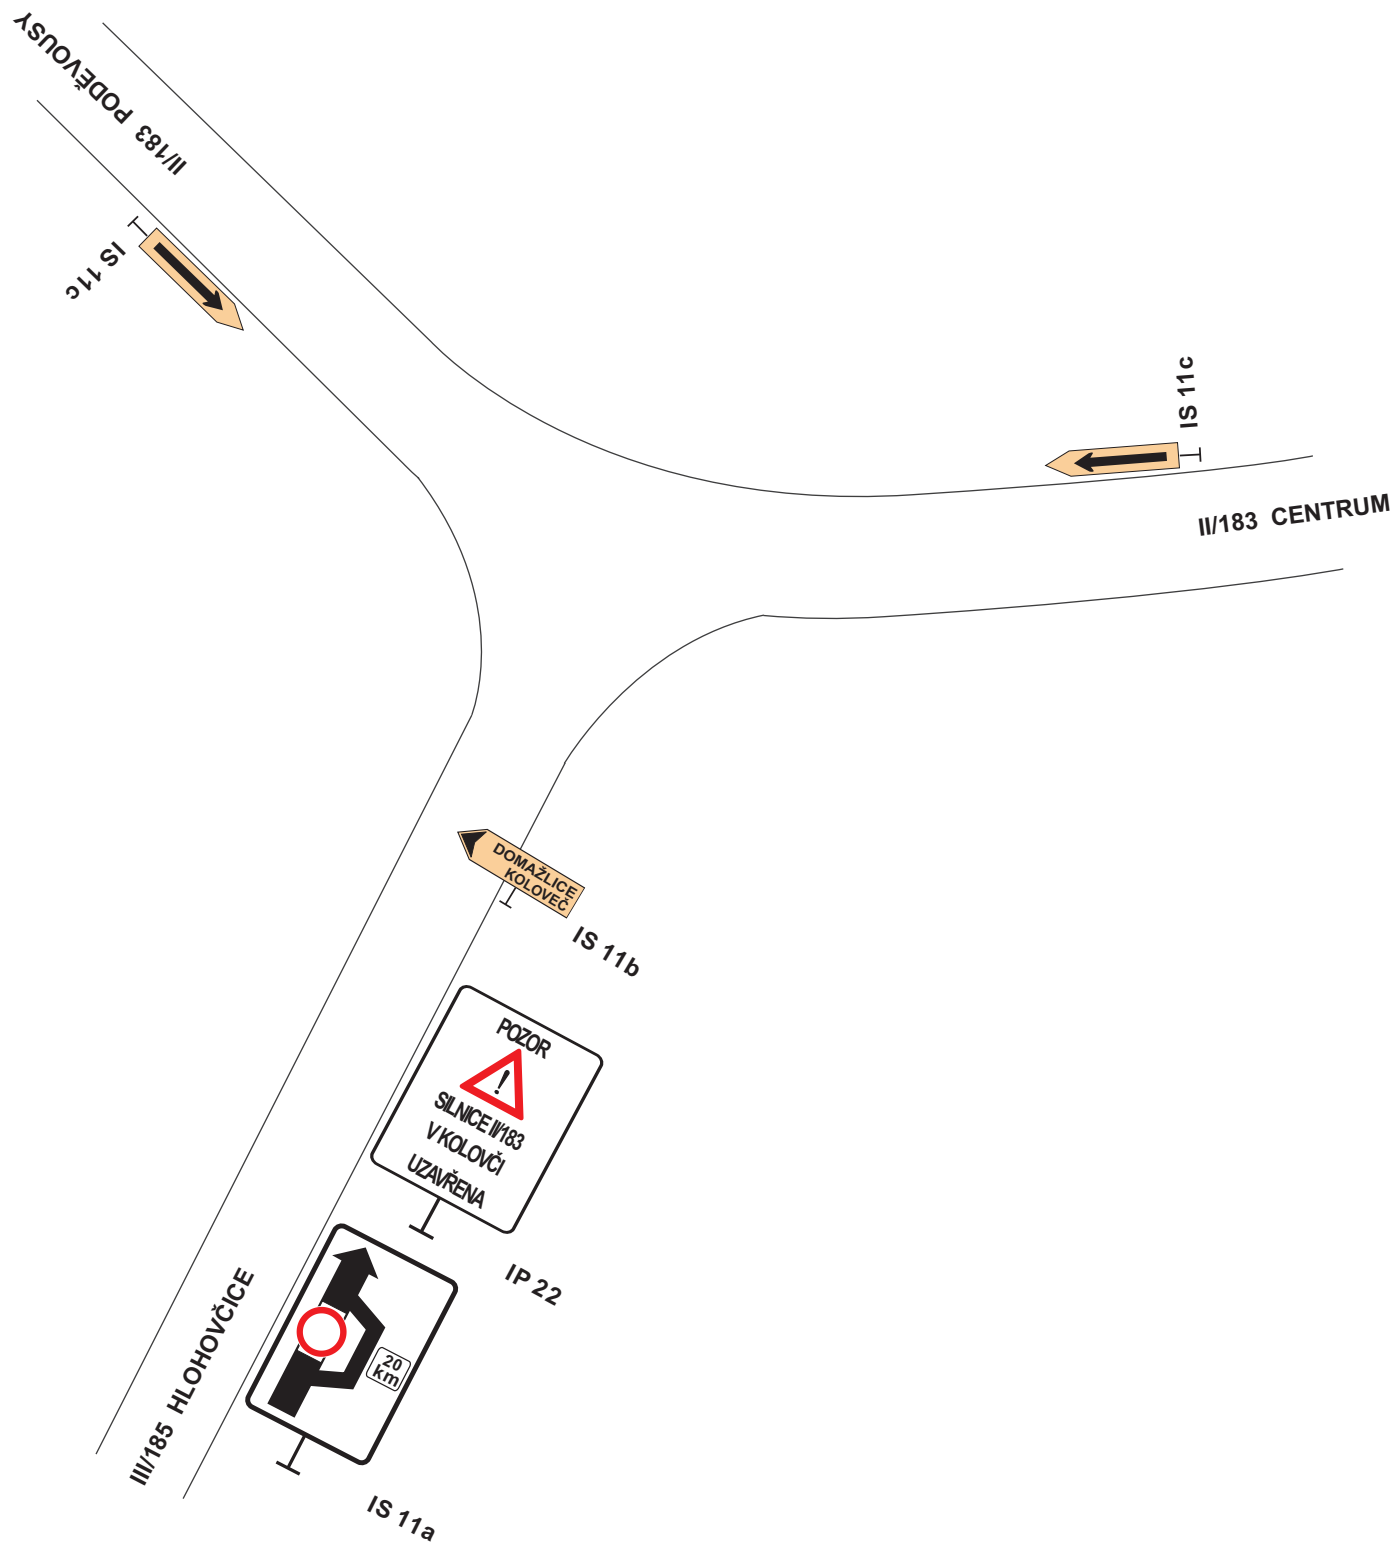 II/183 PODĚVOUSY
IS 11c
IS 11c
II/183 CENTRUM
DOMAŽLICE
KOLOVEČ
IS 11b
POZOR
!
SILNICE II/183
V KOLOVČI
UZAVŘENA
IP 22
20
km
III/185 HLOHOVČICE
IS 11a